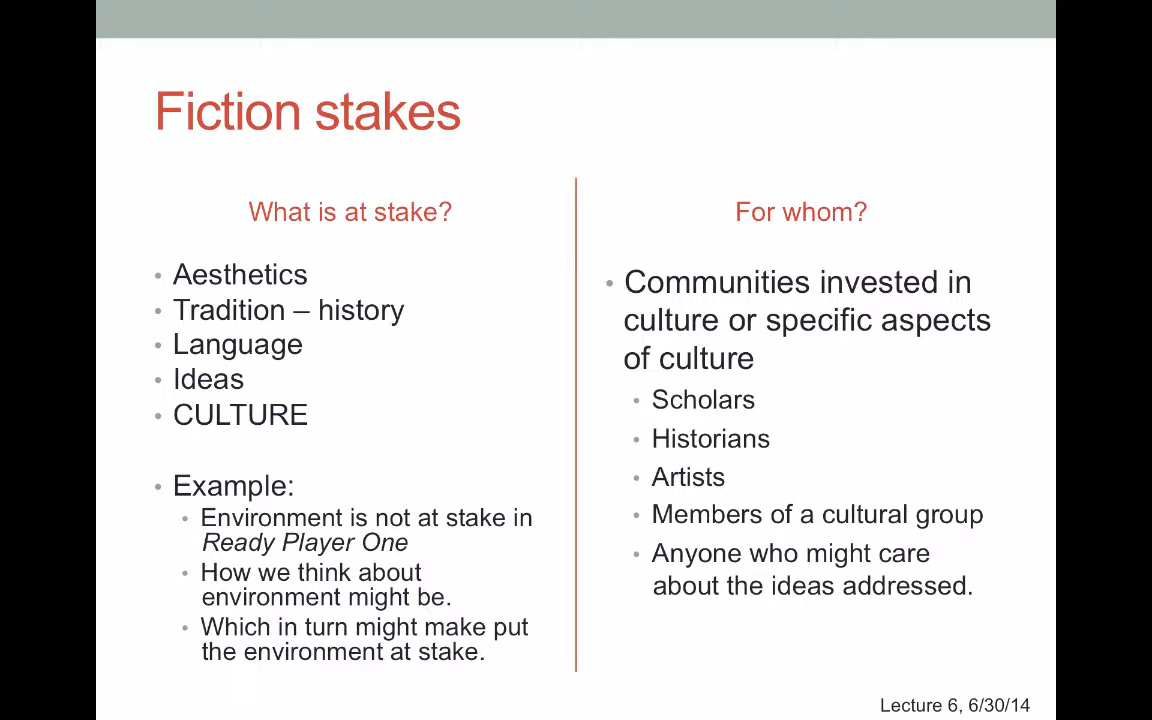 Fiction stakes
What is at stake?
• Aesthetics
• Tradition – history
• Language
• Ideas
• CULTURE
• Example:
• Environment is not at stake in
Ready Player One
• How we think about
environment might be.
• Which in turn might make put
the environment at stake.
For whom?
• Communities invested in
culture or specific aspects
of culture
• Scholars
• Historians
• Artists
• Members of a cultural group
• Anyone who might care
about the ideas addressed.
Lecture 6, 6/30/14